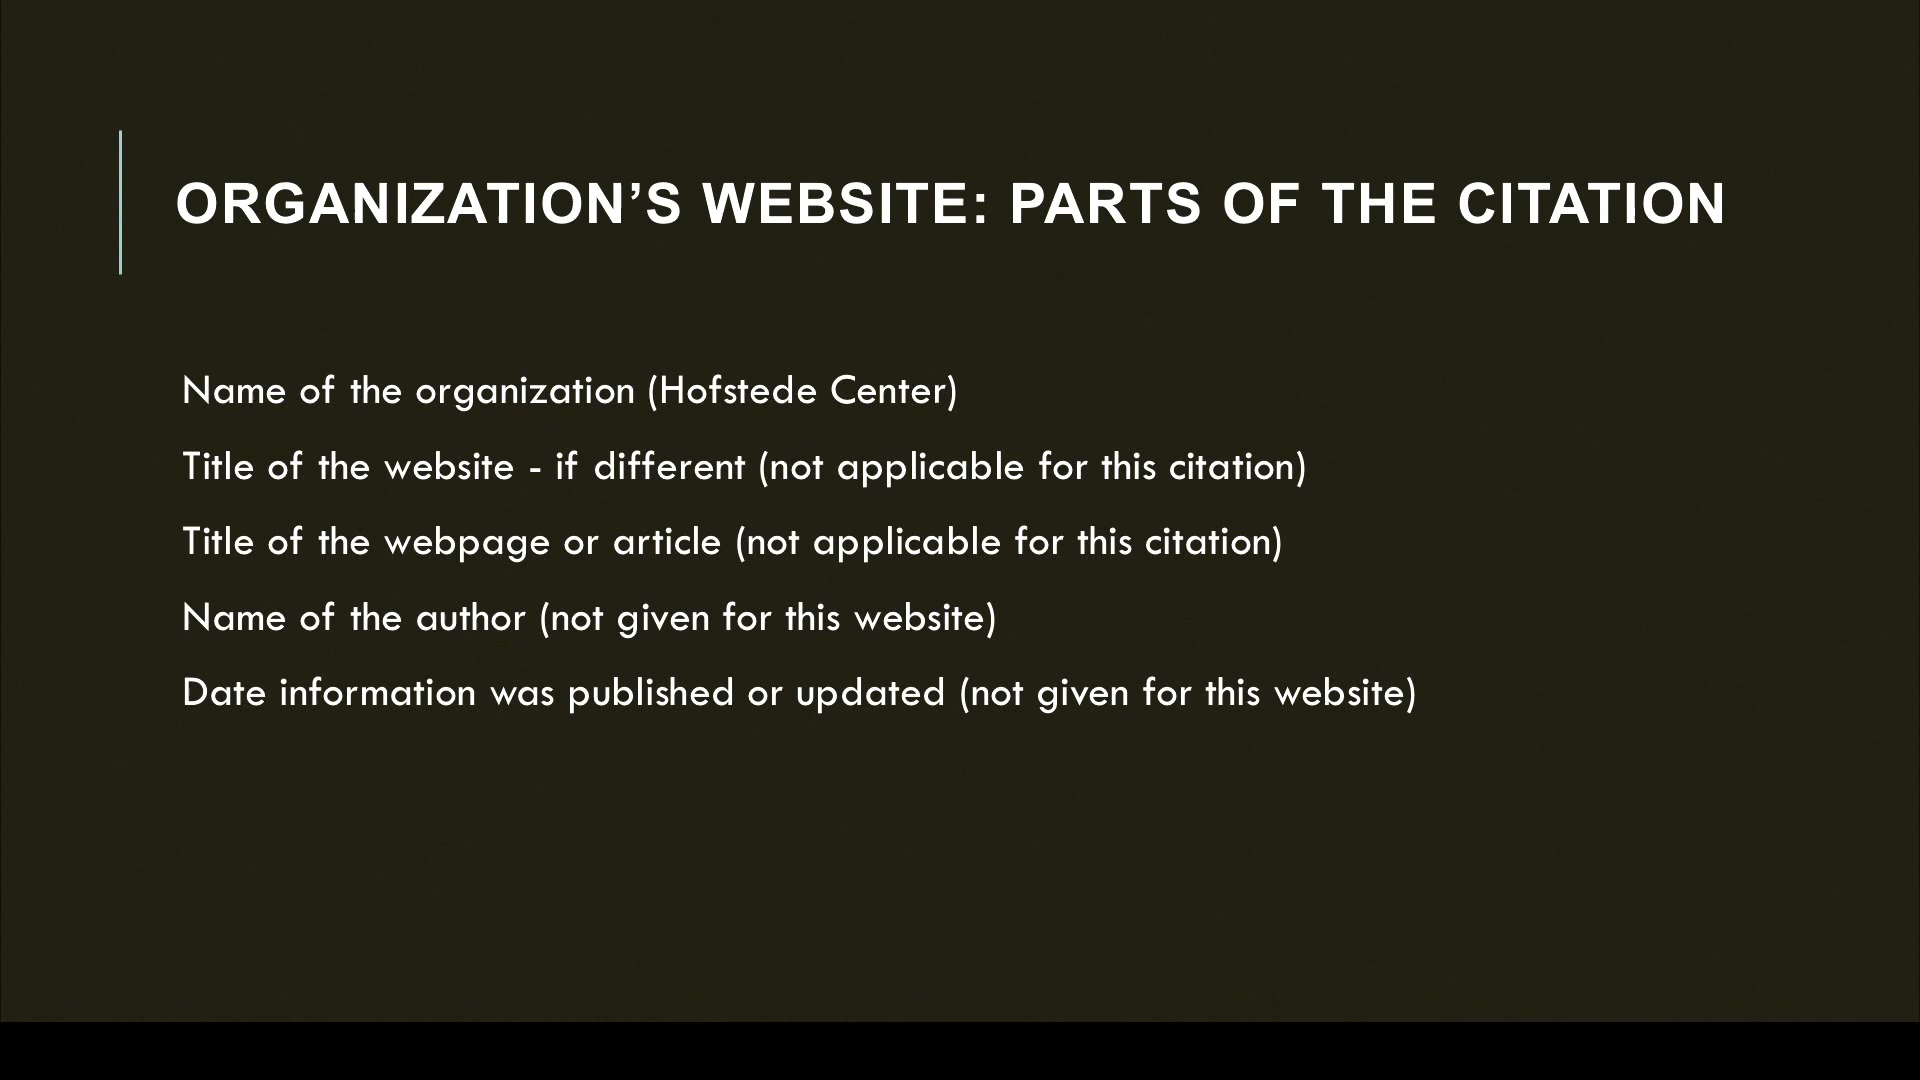 ORGANIZATION’S WEBSITE: PARTS OF THE CITATION
Name of the organization (Hofstede Center)
Title of the website - if different (not applicable for this citation)
Title of the webpage or article (not applicable for this citation)
Name of the author (not given for this website)
Date information was published or updated (not given for this website)